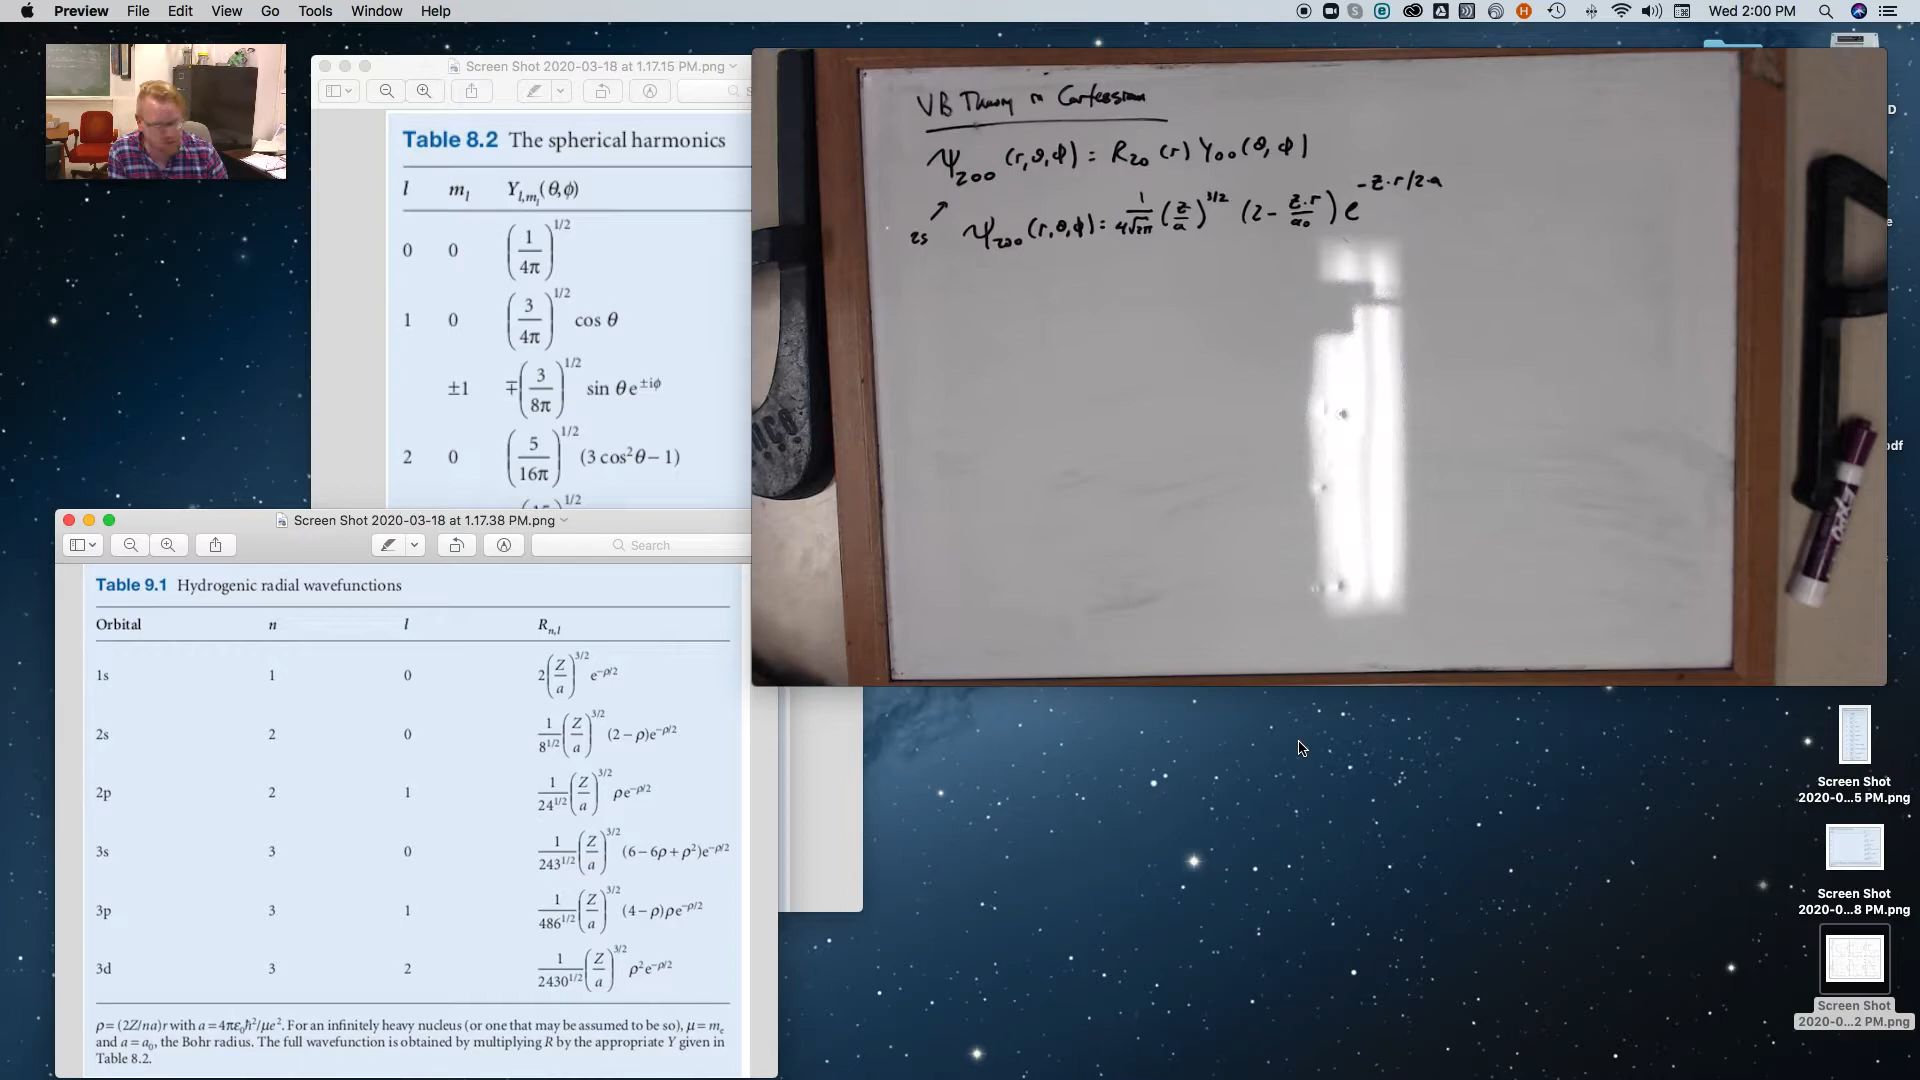 Preview File Edit View Go Tools Window Help Wed 2:00 PM
Screen Shot 2020-03-18 at 1.17.15 PM.png
Table 8.2 The spherical harmonics
l m_l Y_{l,m_l}(θ,ϕ)
0 0 (1/4π)^{1/2}
1 0 (3/4π)^{1/2} cos θ
±1 ∓(3/8π)^{1/2} sin θ e^{±iϕ}
2 0 (5/16π)^{1/2} (3 cos²θ−1)
Screen Shot 2020-03-18 at 1.17.38 PM.png
Search
Table 9.1 Hydrogenic radial wavefunctions
Orbital n l R_{n,l}
1s 1 0 2(Z/a)^{3/2} e^{−ρ/2}
2s 2 0 1/8^{1/2} (Z/a)^{3/2} (2−ρ)e^{−ρ/2}
2p 2 1 1/24^{1/2} (Z/a)^{3/2} ρe^{−ρ/2}
3s 3 0 1/243^{1/2} (Z/a)^{3/2} (6−6ρ+ρ²)e^{−ρ/2}
3p 3 1 1/486^{1/2} (Z/a)^{3/2} (4−ρ)ρe^{−ρ/2}
3d 3 2 1/2430^{1/2} (Z/a)^{3/2} ρ²e^{−ρ/2}
ρ = (2Z/na)r with a = 4πε₀ħ²/μe². For an infinitely heavy nucleus (or one that may be assumed to be so), μ = m_e
and a = a₀, the Bohr radius. The full wavefunction is obtained by multiplying R by the appropriate Y given in
Table 8.2.
VB Theory in Cartesian
ψ₂₀₀ (r,θ,ϕ) = R₂₀ (r) Y₀₀ (θ,ϕ)
2s ψ₂₀₀ (r,θ,ϕ) = 1/4√2π (Z/a)^{3/2} (2 − Z·r/a₀) e^{−Z·r/2·a}
Screen Shot
2020-0...5 PM.png
Screen Shot
2020-0...8 PM.png
Screen Shot
2020-0...2 PM.png